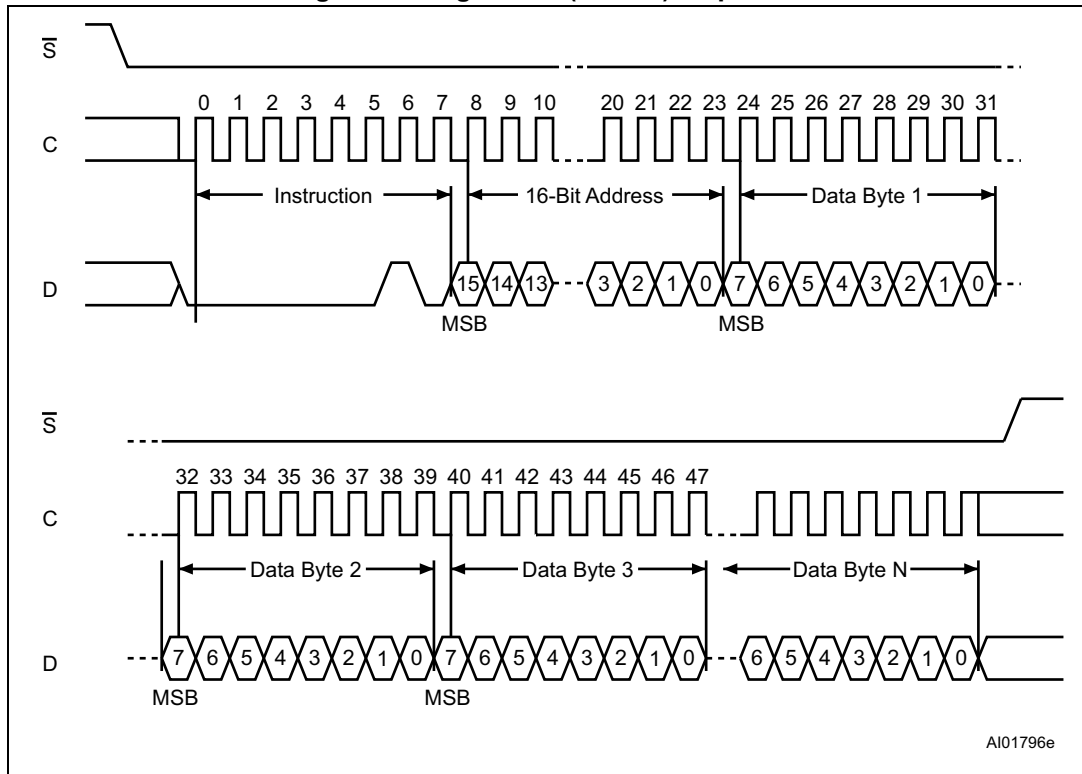 S̅
0 1 2 3 4 5 6 7 8 9 10 20 21 22 23 24 25 26 27 28 29 30 31
C
Instruction 16-Bit Address Data Byte 1
D 15 14 13 3 2 1 0 7 6 5 4 3 2 1 0
MSB MSB
S̅
32 33 34 35 36 37 38 39 40 41 42 43 44 45 46 47
C
Data Byte 2 Data Byte 3 Data Byte N
D 7 6 5 4 3 2 1 0 7 6 5 4 3 2 1 0 6 5 4 3 2 1 0
MSB MSB
AI01796e